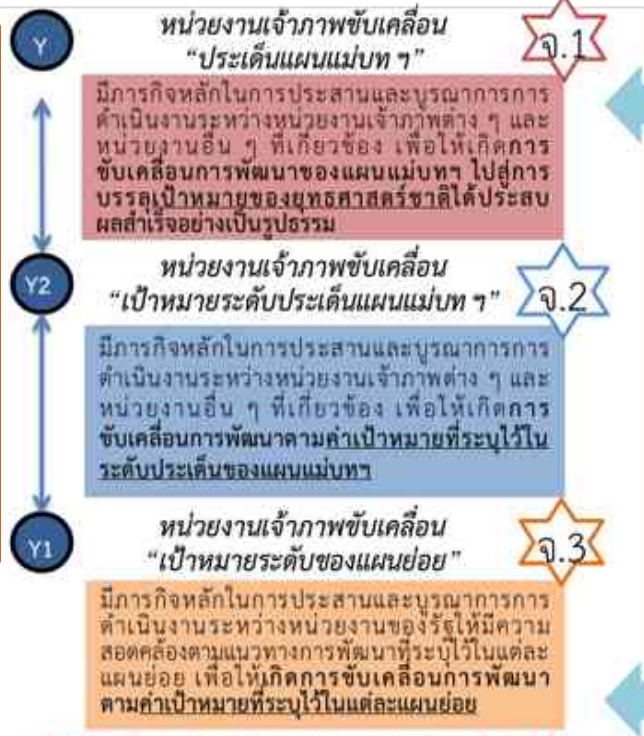 Y
หน่วยงานเจ้าภาพขับเคลื่อน
“ประเด็นแผนแม่บท ฯ”
จ.1
มีภารกิจหลักในการประสานและบูรณาการการ
ดำเนินงานระหว่างหน่วยงานเจ้าภาพต่าง ๆ และ
หน่วยงานอื่น ๆ ที่เกี่ยวข้อง เพื่อให้เกิดการ
ขับเคลื่อนการพัฒนาของแผนแม่บทฯ ไปสู่การ
บรรลุเป้าหมายของยุทธศาสตร์ชาติได้ประสบ
ผลสำเร็จอย่างเป็นรูปธรรม
Y2
หน่วยงานเจ้าภาพขับเคลื่อน
“เป้าหมายระดับประเด็นแผนแม่บท ฯ”
จ.2
มีภารกิจหลักในการประสานและบูรณาการการ
ดำเนินงานระหว่างหน่วยงานเจ้าภาพต่าง ๆ และ
หน่วยงานอื่น ๆ ที่เกี่ยวข้อง เพื่อให้เกิดการ
ขับเคลื่อนการพัฒนาตามค่าเป้าหมายที่ระบุไว้ใน
ระดับประเด็นของแผนแม่บทฯ
Y1
หน่วยงานเจ้าภาพขับเคลื่อน
“เป้าหมายระดับของแผนย่อย”
จ.3
มีภารกิจหลักในการประสานและบูรณาการการ
ดำเนินงานระหว่างหน่วยงานของรัฐให้มีความ
สอดคล้องตามแนวทางการพัฒนาที่ระบุไว้ในแต่ละ
แผนย่อย เพื่อให้เกิดการขับเคลื่อนการพัฒนา
ตามค่าเป้าหมายที่ระบุไว้ในแต่ละแผนย่อย